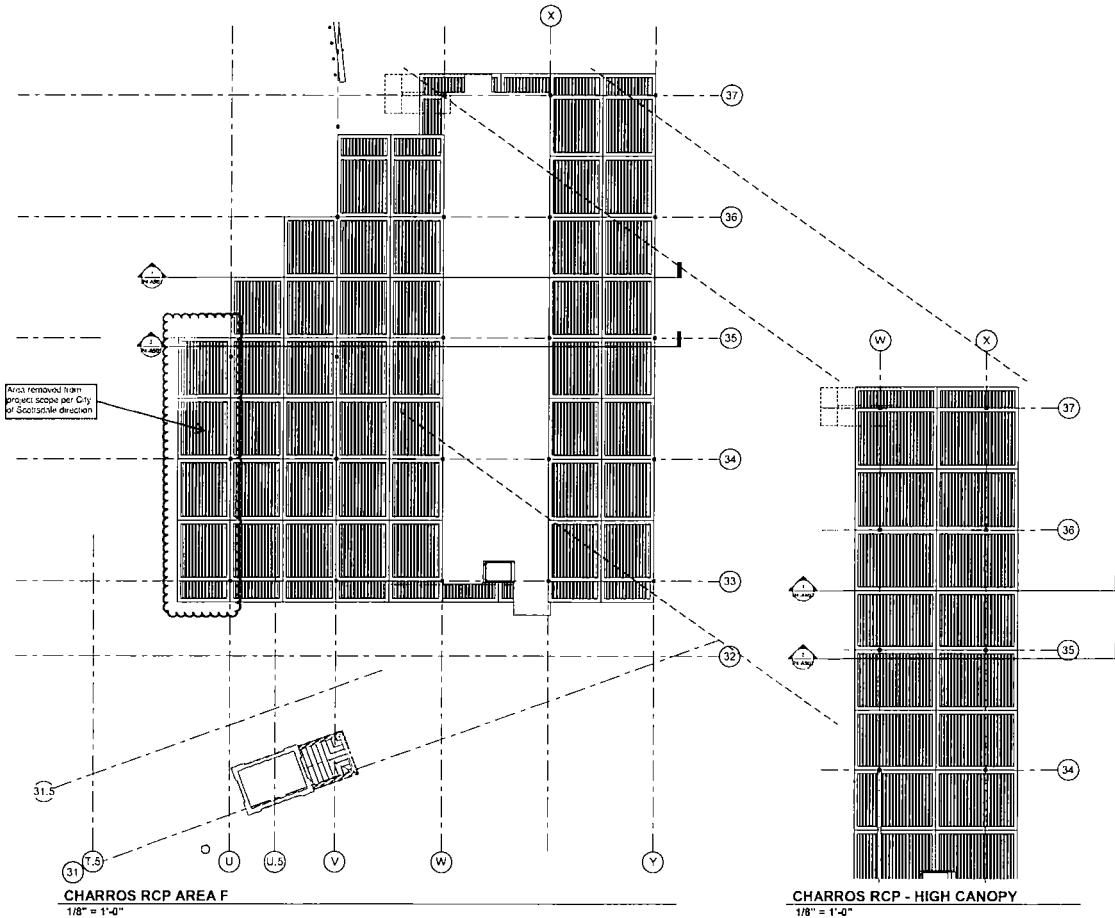 X
37
36
35
W
X
Area removed from
project scope per City
of Scottsdale direction
37
34
36
33
35
32
31.5
34
31
T.5
U
U.5
V
W
Y
CHARROS RCP AREA F
1/8" = 1'-0"
CHARROS RCP - HIGH CANOPY
1/8" = 1'-0"